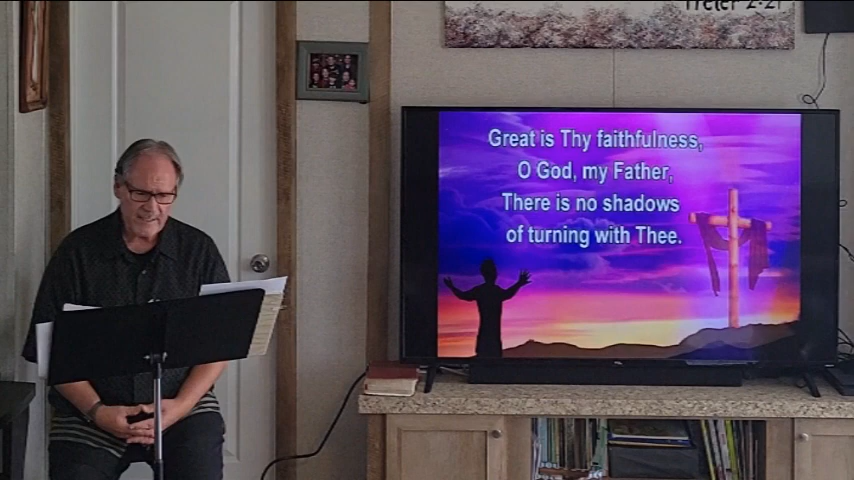 Great is Thy faithfulness,
O God, my Father,
There is no shadows
of turning with Thee.